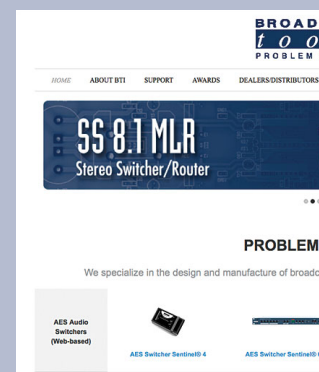 BROAD
too
PROBLEM
HOME ABOUT BTI SUPPORT AWARDS DEALERS/DISTRIBUTORS
SS 8.1 MLR
Stereo Switcher/Router
PROBLEM
We specialize in the design and manufacture of broadc
AES Audio
Switchers
(Web-based)
AES Switcher Sentinel® 4 AES Switcher Sentinel®